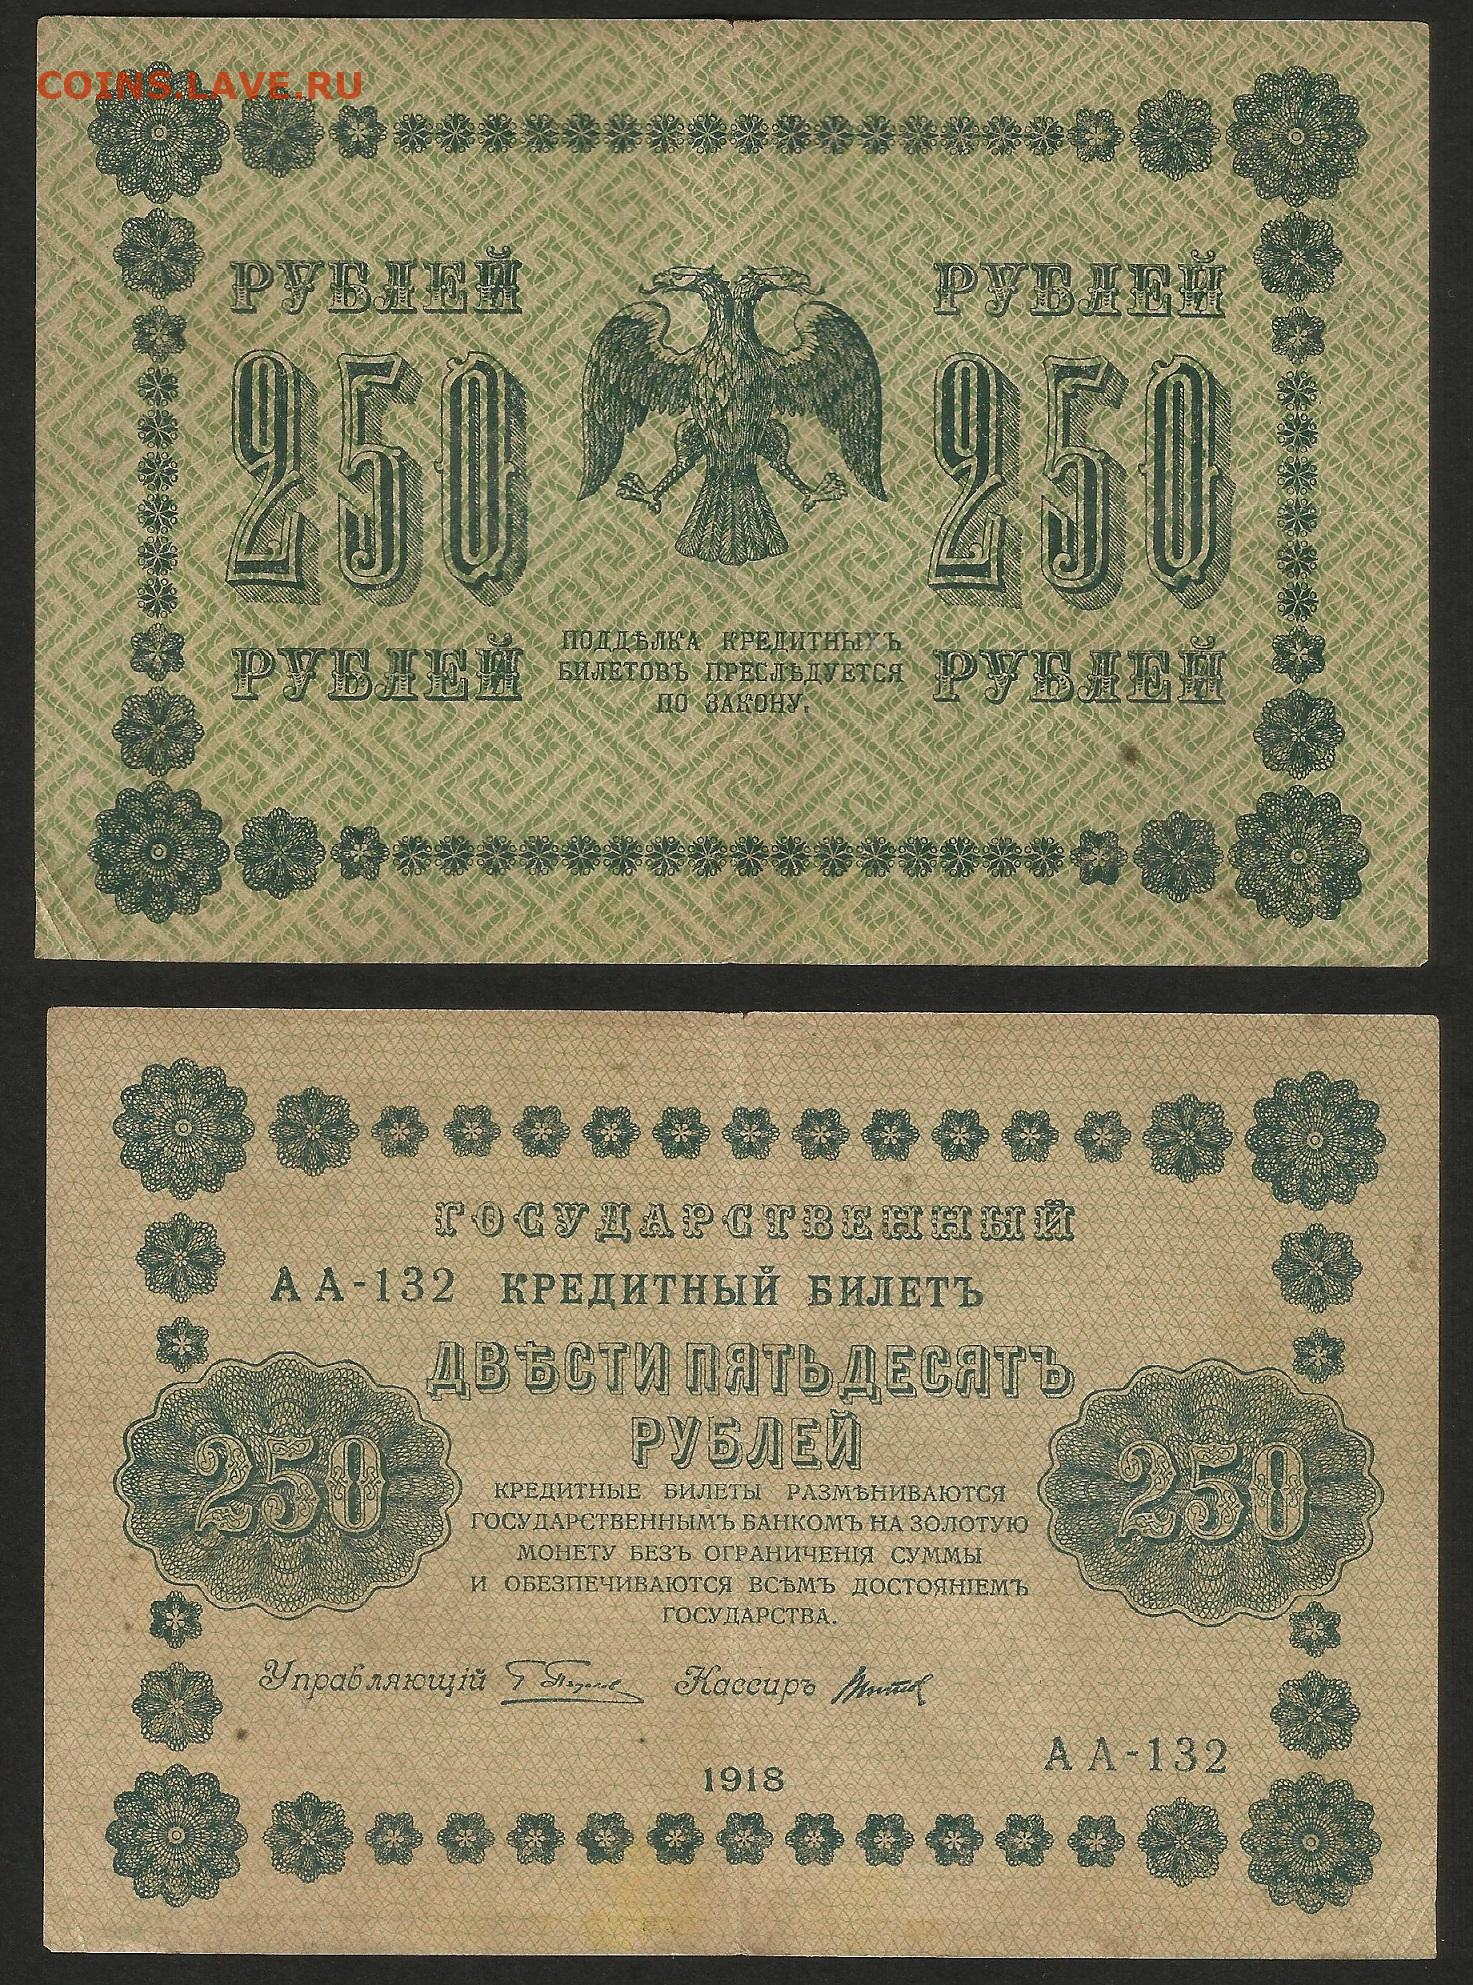 COINS.LAVE.RU
РУБЛЕЙ РУБЛЕЙ
250 250
РУБЛЕЙ РУБЛЕЙ
ПОДДѢЛКА КРЕДИТНЫХЪ
БИЛЕТОВЪ ПРЕСЛѢДУЕТСЯ
ПО ЗАКОНУ.
ГОСУДАРСТВЕННЫЙ
АА-132 КРЕДИТНЫЙ БИЛЕТЪ
ДВѢСТИ ПЯТЬДЕСЯТЪ
РУБЛЕЙ
250 250
КРЕДИТНЫЕ БИЛЕТЫ РАЗМѢНИВАЮТСЯ
ГОСУДАРСТВЕННЫМЪ БАНКОМЪ НА ЗОЛОТУЮ
МОНЕТУ БЕЗЪ ОГРАНИЧЕНІЯ СУММЫ
И ОБЕЗПЕЧИВАЮТСЯ ВСѢМЪ ДОСТОЯНІЕМЪ
ГОСУДАРСТВА.
Управляющій Кассиръ
АА-132
1918